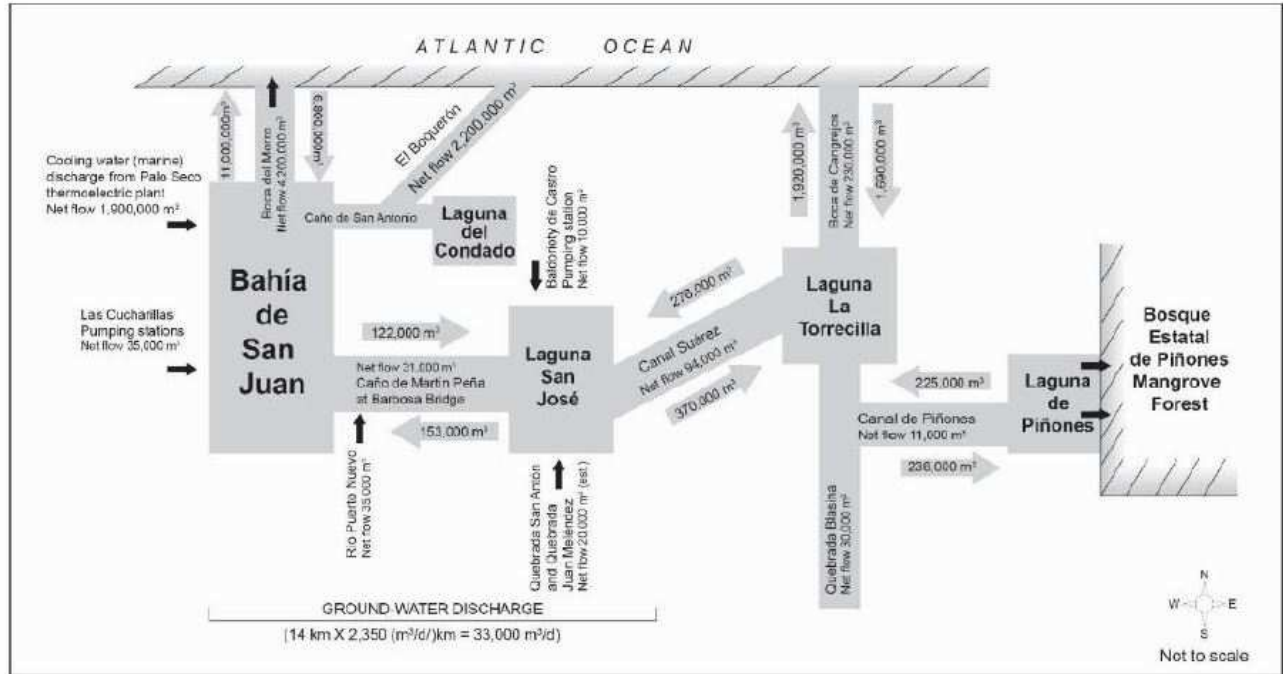 ATLANTIC OCEAN
11,000,000m³
Boca del Morro
Net flow 4,200,000 m³
6,800,000m³
El Boquerón
Net flow 2,200,000 m³
Cooling water (marine)
discharge from Palo Seco
thermoelectric plant
Net flow 1,900,000 m³
Caño de San Antonio
Laguna
del
Condado
Baldorioty de Castro
Pumping station
Net flow 10,000 m³
1,920,000 m³
Boca de Cangrejos
Net flow 230,000 m³
1,690,000 m³
Bahía
de
San
Juan
Las Cucharillas
Pumping stations
Net flow 35,000 m³
122,000 m³
Net flow 31,000 m³
Caño de Martín Peña
at Barbosa Bridge
153,000 m³
Laguna
San
José
276,000 m³
Canal Suárez
Net flow 94,000 m³
370,000 m³
Laguna
La
Torrecilla
225,000 m³
Canal de Piñones
Net flow 11,000 m³
236,000 m³
Laguna
de
Piñones
Bosque
Estatal
de Piñones
Mangrove
Forest
Río Puerto Nuevo
Net flow 35,000 m³
Quebrada San Antón
and Quebrada
Juan Meléndez
Net flow 20,000 m³ (est.)
Quebrada Blasina
Net flow 30,000 m³
GROUND-WATER DISCHARGE
(14 km X 2,350 (m³/d/)km = 33,000 m³/d)
N
W E
S
Not to scale